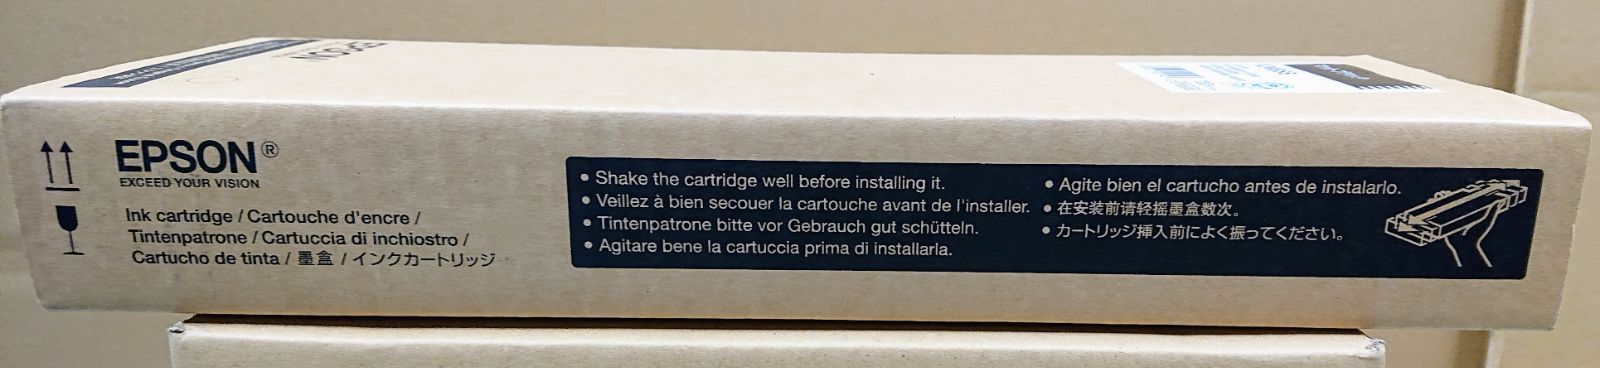 EPSON
EPSON®
EXCEED YOUR VISION
Ink cartridge / Cartouche d'encre /
Tintenpatrone / Cartuccia di inchiostro /
Cartucho de tinta / 墨盒 / インクカートリッジ
• Shake the cartridge well before installing it.
• Veillez à bien secouer la cartouche avant de l'installer.
• Tintenpatrone bitte vor Gebrauch gut schütteln.
• Agitare bene la cartuccia prima di installarla.
• Agite bien el cartucho antes de instalarlo.
• 在安装前请轻摇墨盒数次。
• カートリッジ挿入前によく振ってください。